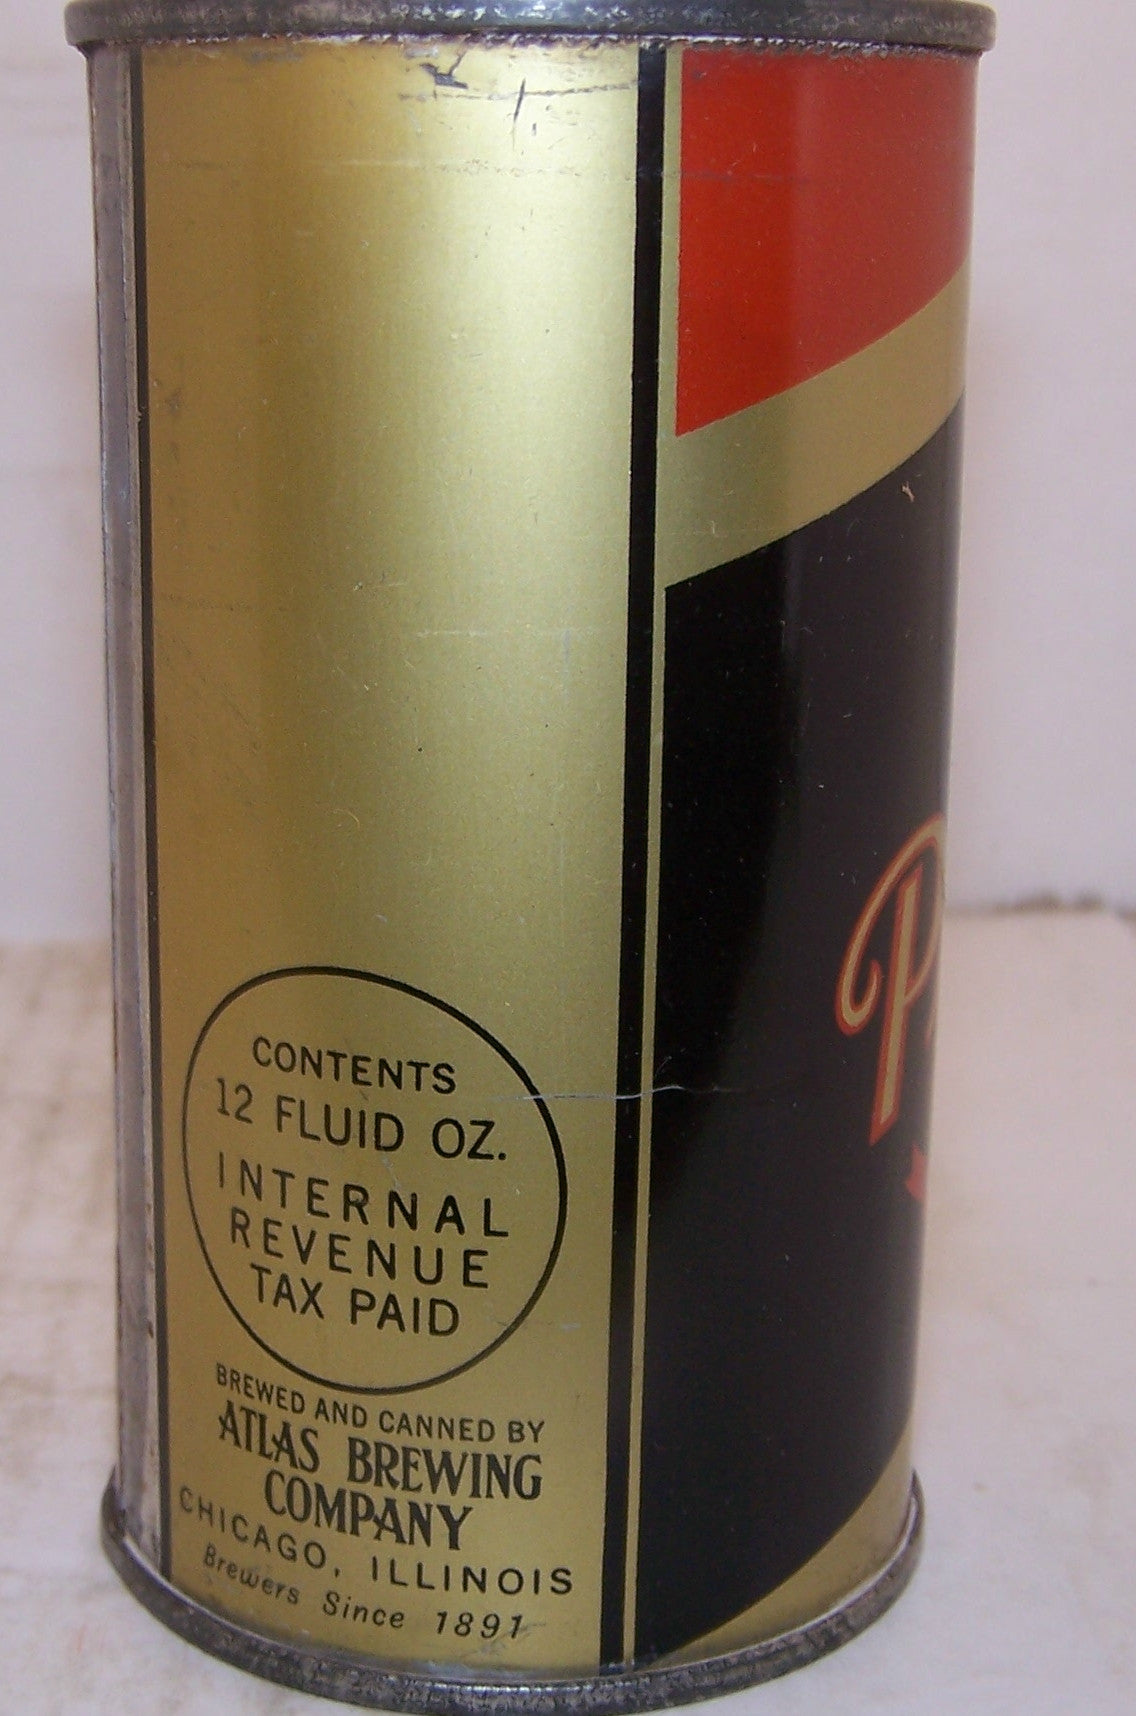 CONTENTS
12 FLUID OZ.
INTERNAL
REVENUE
TAX PAID
BREWED AND CANNED BY
ATLAS BREWING
COMPANY
CHICAGO, ILLINOIS
Brewers Since 1891
P